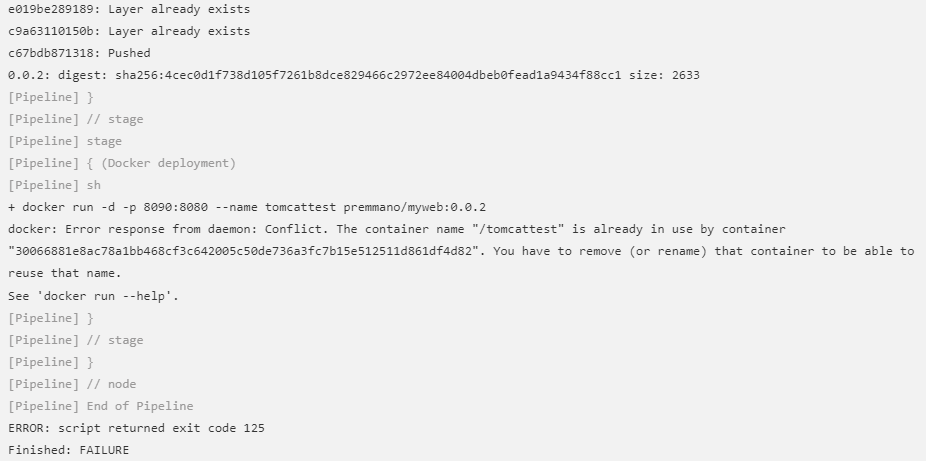 e019be289189: Layer already exists
c9a63110150b: Layer already exists
c67bdb871318: Pushed
0.0.2: digest: sha256:4cec0d1f738d105f7261b8dce829466c2972ee84004dbeb0fead1a9434f88cc1 size: 2633
[Pipeline] }
[Pipeline] // stage
[Pipeline] stage
[Pipeline] { (Docker deployment)
[Pipeline] sh
+ docker run -d -p 8090:8080 --name tomcattest premmano/myweb:0.0.2
docker: Error response from daemon: Conflict. The container name "/tomcattest" is already in use by container
"30066881e8ac78a1bb468cf3c642005c50de736a3fc7b15e512511d861df4d82". You have to remove (or rename) that container to be able to
reuse that name.
See 'docker run --help'.
[Pipeline] }
[Pipeline] // stage
[Pipeline] }
[Pipeline] // node
[Pipeline] End of Pipeline
ERROR: script returned exit code 125
Finished: FAILURE